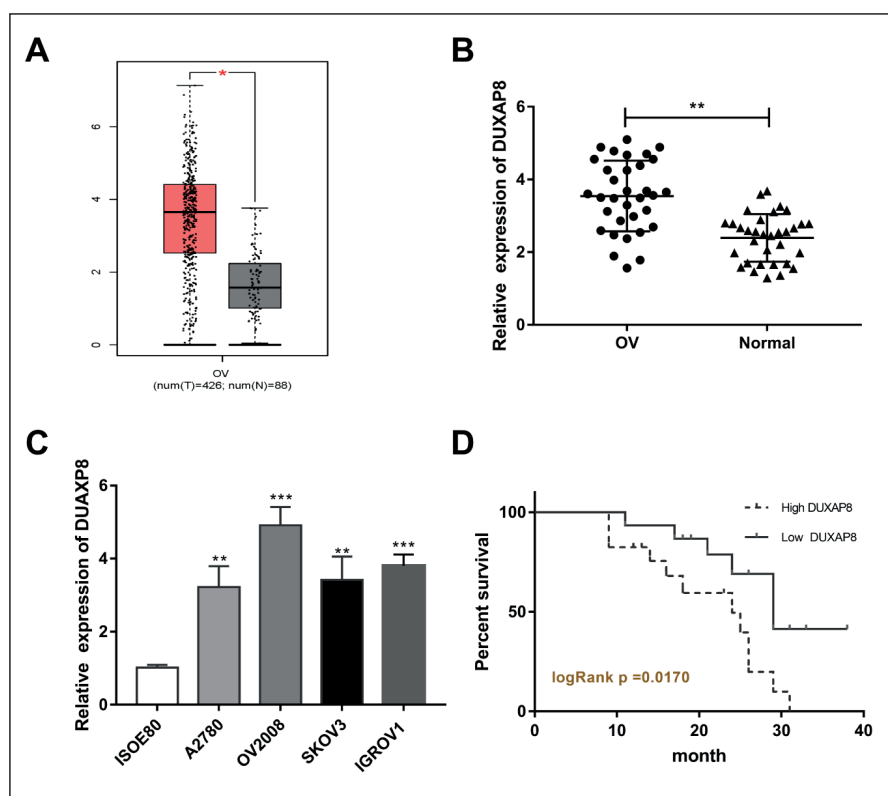 A
*
6
4
2
0
OV
(num(T)=426; num(N)=88)
B
Relative expression of DUXAP8
**
6
4
2
0
OV Normal
C
Relative expression of DUAXP8
6
4
2
0
**
***
**
***
ISOE80 A2780 OV2008 SKOV3 IGROV1
D
Percent survival
100
50
0
High DUXAP8
Low DUXAP8
logRank p =0.0170
0 10 20 30 40
month